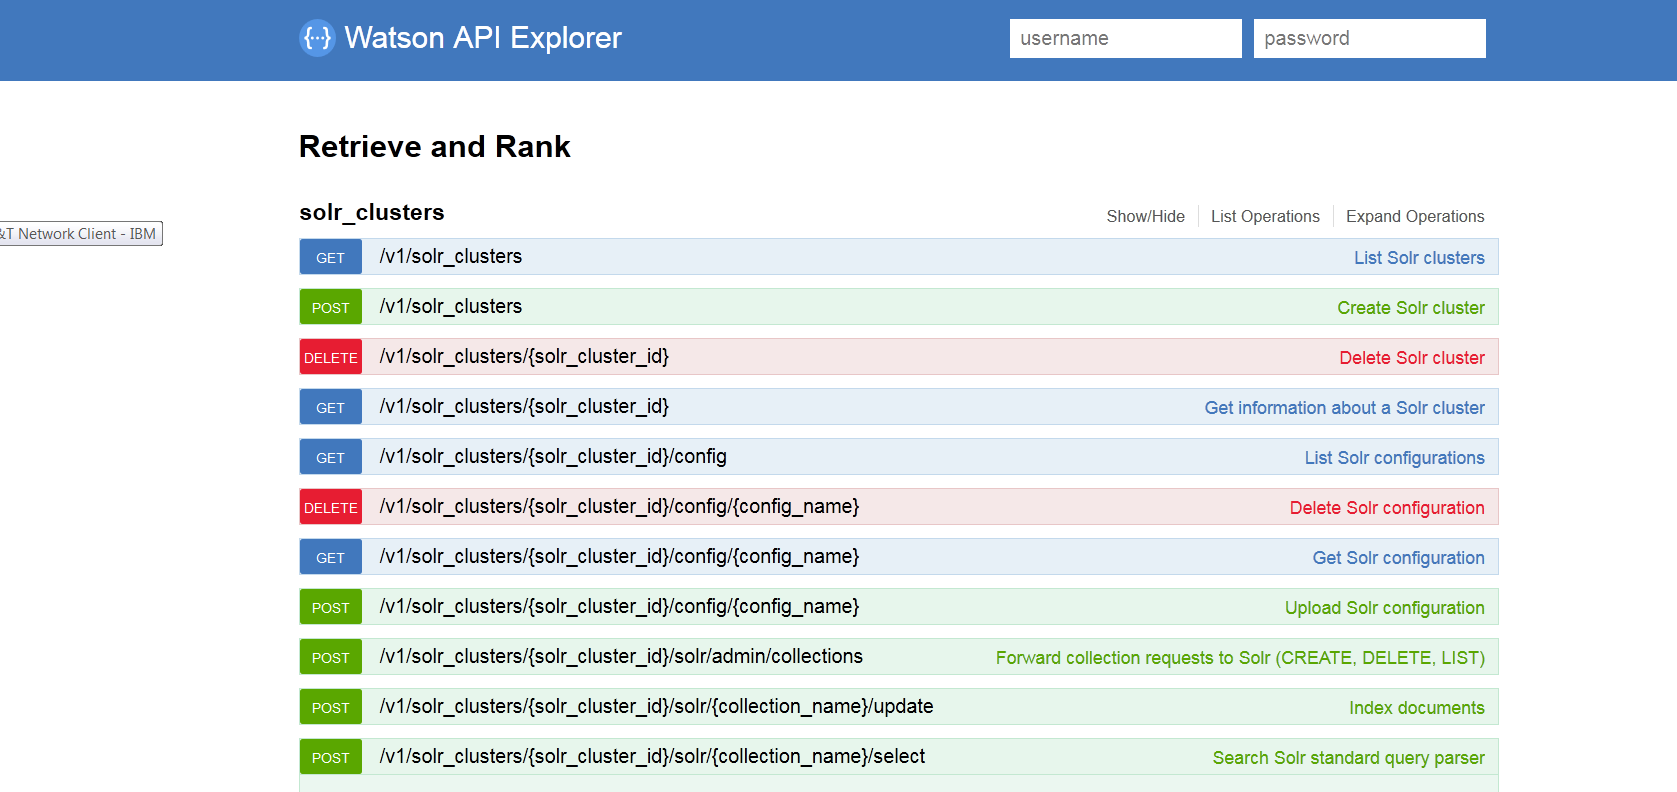 {···} Watson API Explorer username password
Retrieve and Rank
solr_clusters Show/Hide List Operations Expand Operations
&T Network Client - IBM
GET /v1/solr_clusters List Solr clusters
POST /v1/solr_clusters Create Solr cluster
DELETE /v1/solr_clusters/{solr_cluster_id} Delete Solr cluster
GET /v1/solr_clusters/{solr_cluster_id} Get information about a Solr cluster
GET /v1/solr_clusters/{solr_cluster_id}/config List Solr configurations
DELETE /v1/solr_clusters/{solr_cluster_id}/config/{config_name} Delete Solr configuration
GET /v1/solr_clusters/{solr_cluster_id}/config/{config_name} Get Solr configuration
POST /v1/solr_clusters/{solr_cluster_id}/config/{config_name} Upload Solr configuration
POST /v1/solr_clusters/{solr_cluster_id}/solr/admin/collections Forward collection requests to Solr (CREATE, DELETE, LIST)
POST /v1/solr_clusters/{solr_cluster_id}/solr/{collection_name}/update Index documents
POST /v1/solr_clusters/{solr_cluster_id}/solr/{collection_name}/select Search Solr standard query parser